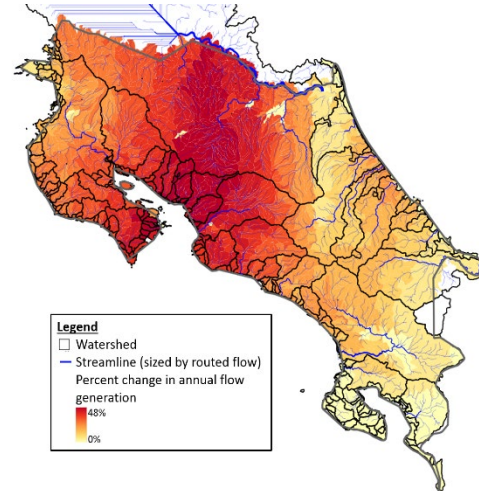 Legend
Watershed
Streamline (sized by routed flow)
Percent change in annual flow
generation
48%
0%